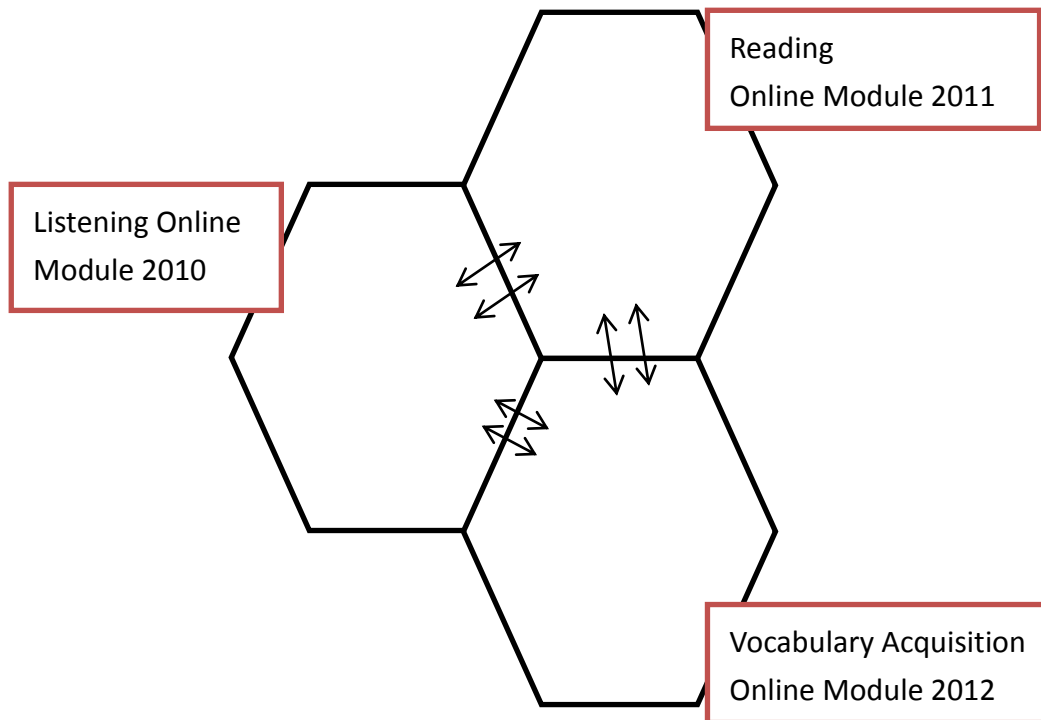 Reading
Online Module 2011
Listening Online
Module 2010
Vocabulary Acquisition
Online Module 2012